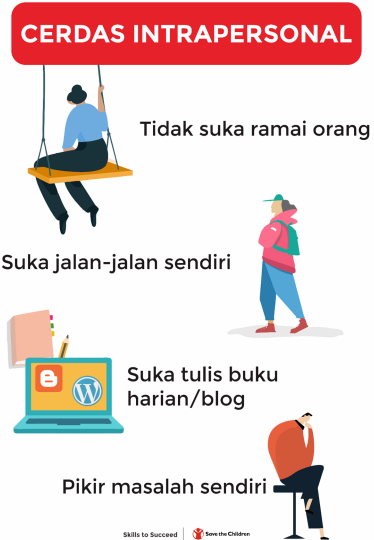 CERDAS INTRAPERSONAL
Tidak suka ramai orang
Suka jalan-jalan sendiri
Suka tulis buku
harian/blog
Pikir masalah sendiri
Skills to Succeed
Save the Children